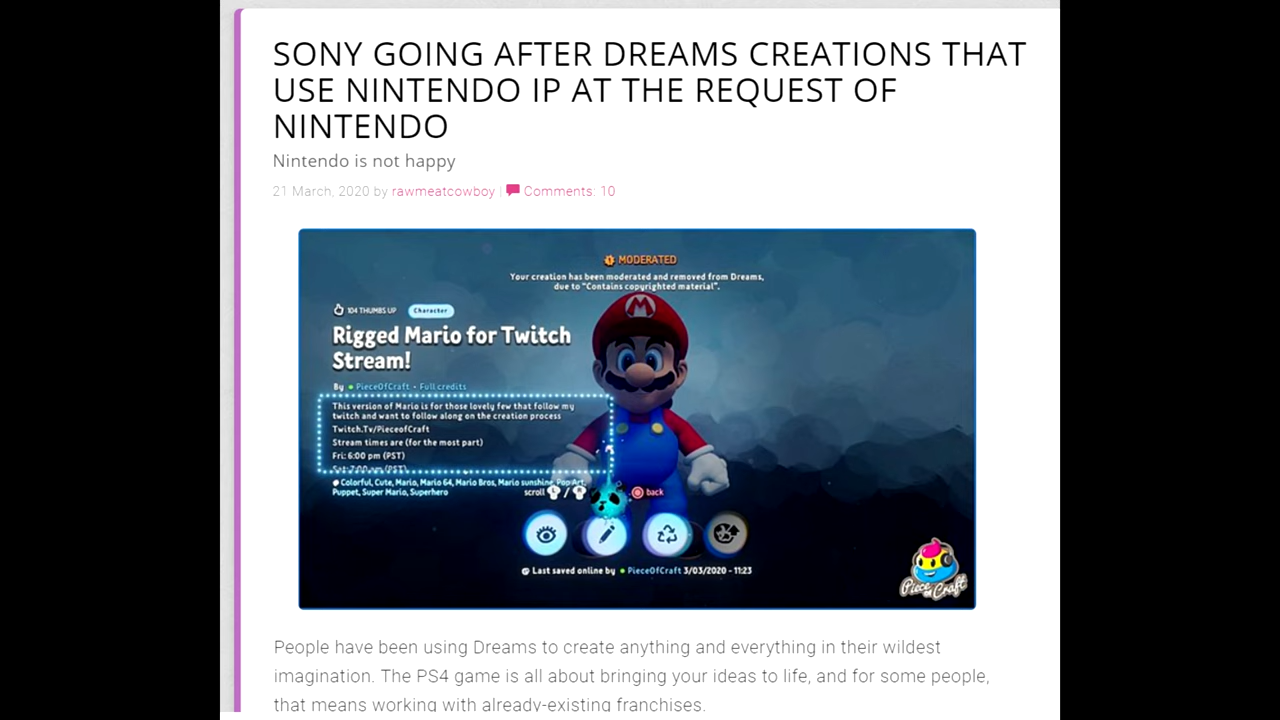 SONY GOING AFTER DREAMS CREATIONS THAT
USE NINTENDO IP AT THE REQUEST OF
NINTENDO
Nintendo is not happy
21 March, 2020 by rawmeatcowboy | Comments: 10
MODERATED
Your creation has been moderated and removed from Dreams,
due to "Contains copyrighted material".
104 THUMBS UP Character
Rigged Mario for Twitch
Stream!
By PieceOfCraft • Full credits
This version of Mario is for those lovely few that follow my
twitch and want to follow along on the creation process
Twitch.Tv/PieceofCraft
Stream times are (for the most part)
Fri: 6:00 pm (PST)
Sat: 7:00 am (PST)
Colorful, Cute, Mario, Mario 64, Mario Bros, Mario sunshine, Pop Art,
Puppet, Super Mario, Superhero
scroll L / R back
Last saved online by PieceOfCraft 3/03/2020 - 11:23
Piece of Craft
People have been using Dreams to create anything and everything in their wildest
imagination. The PS4 game is all about bringing your ideas to life, and for some people,
that means working with already-existing franchises.